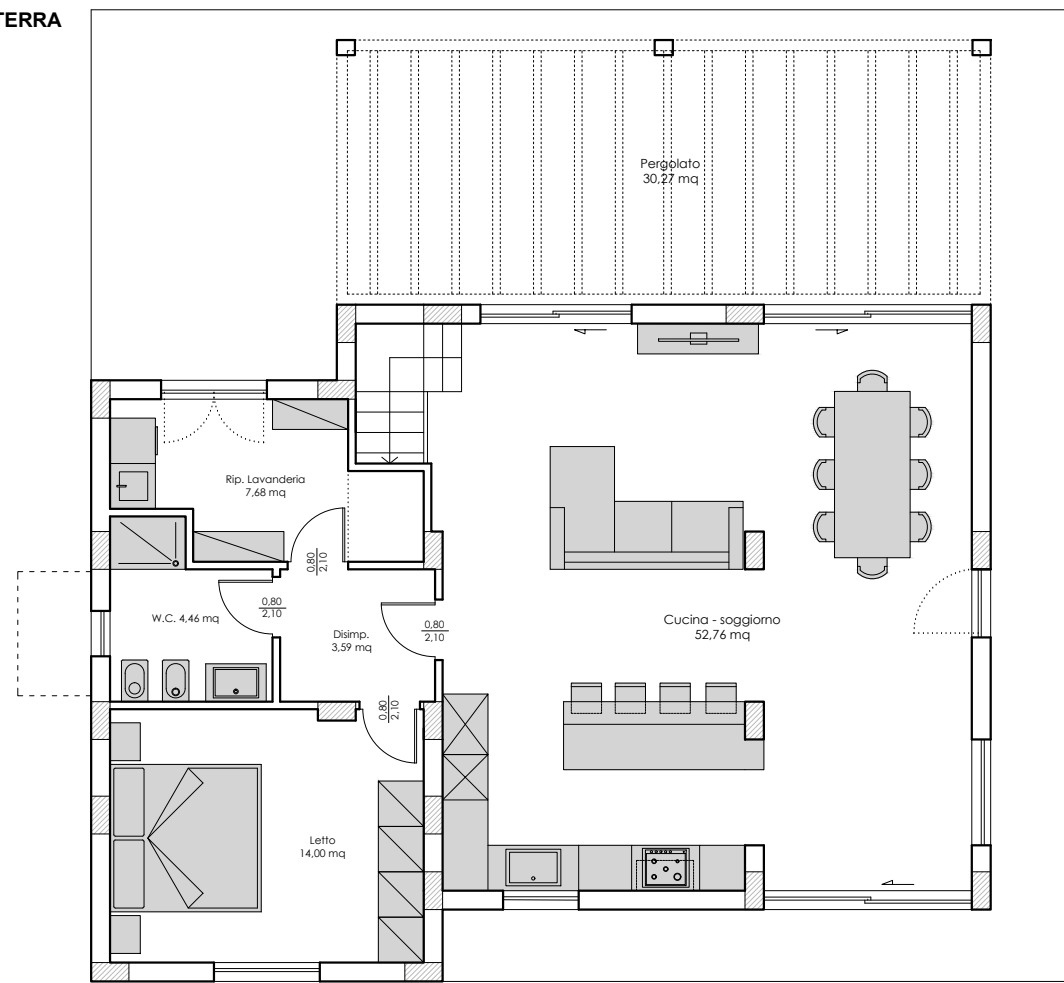 TERRA
Pergolato
30,27 mq
Rip. Lavanderia
7,68 mq
0,80
2,10
W.C. 4,46 mq
0,80
2,10
Disimp.
3,59 mq
0,80
2,10
Cucina - soggiorno
52,76 mq
0,80
2,10
Letto
14,00 mq